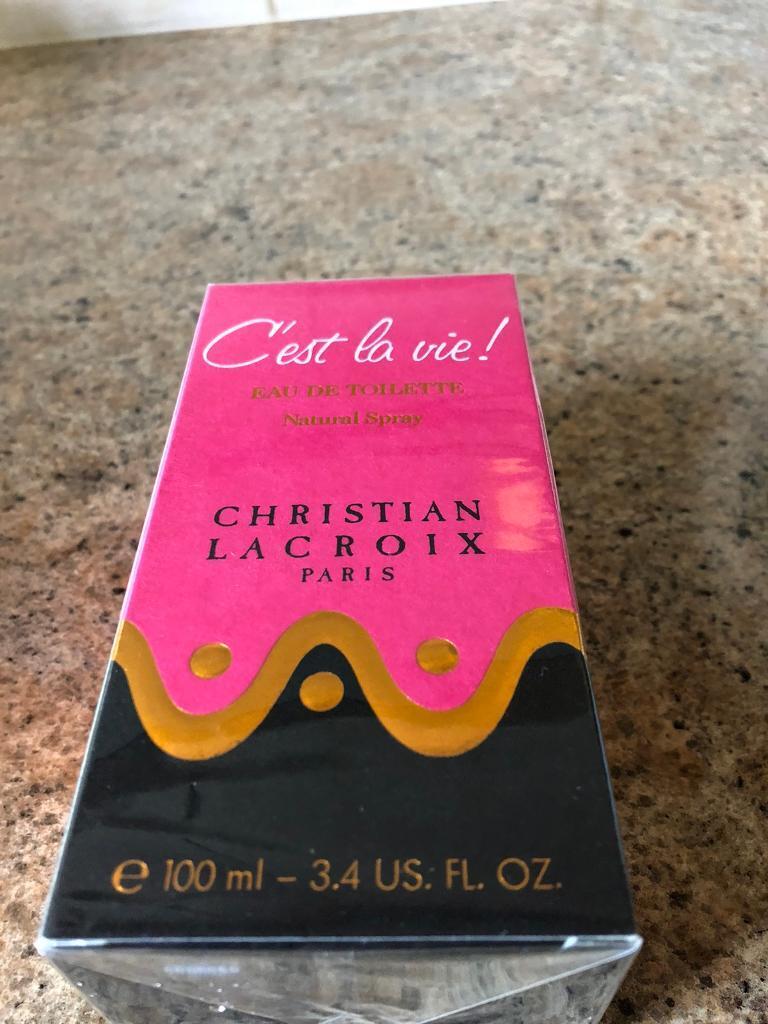 C'est la vie!
EAU DE TOILETTE
Natural Spray
CHRISTIAN
LACROIX
PARIS
e 100 ml – 3.4 US. FL. OZ.